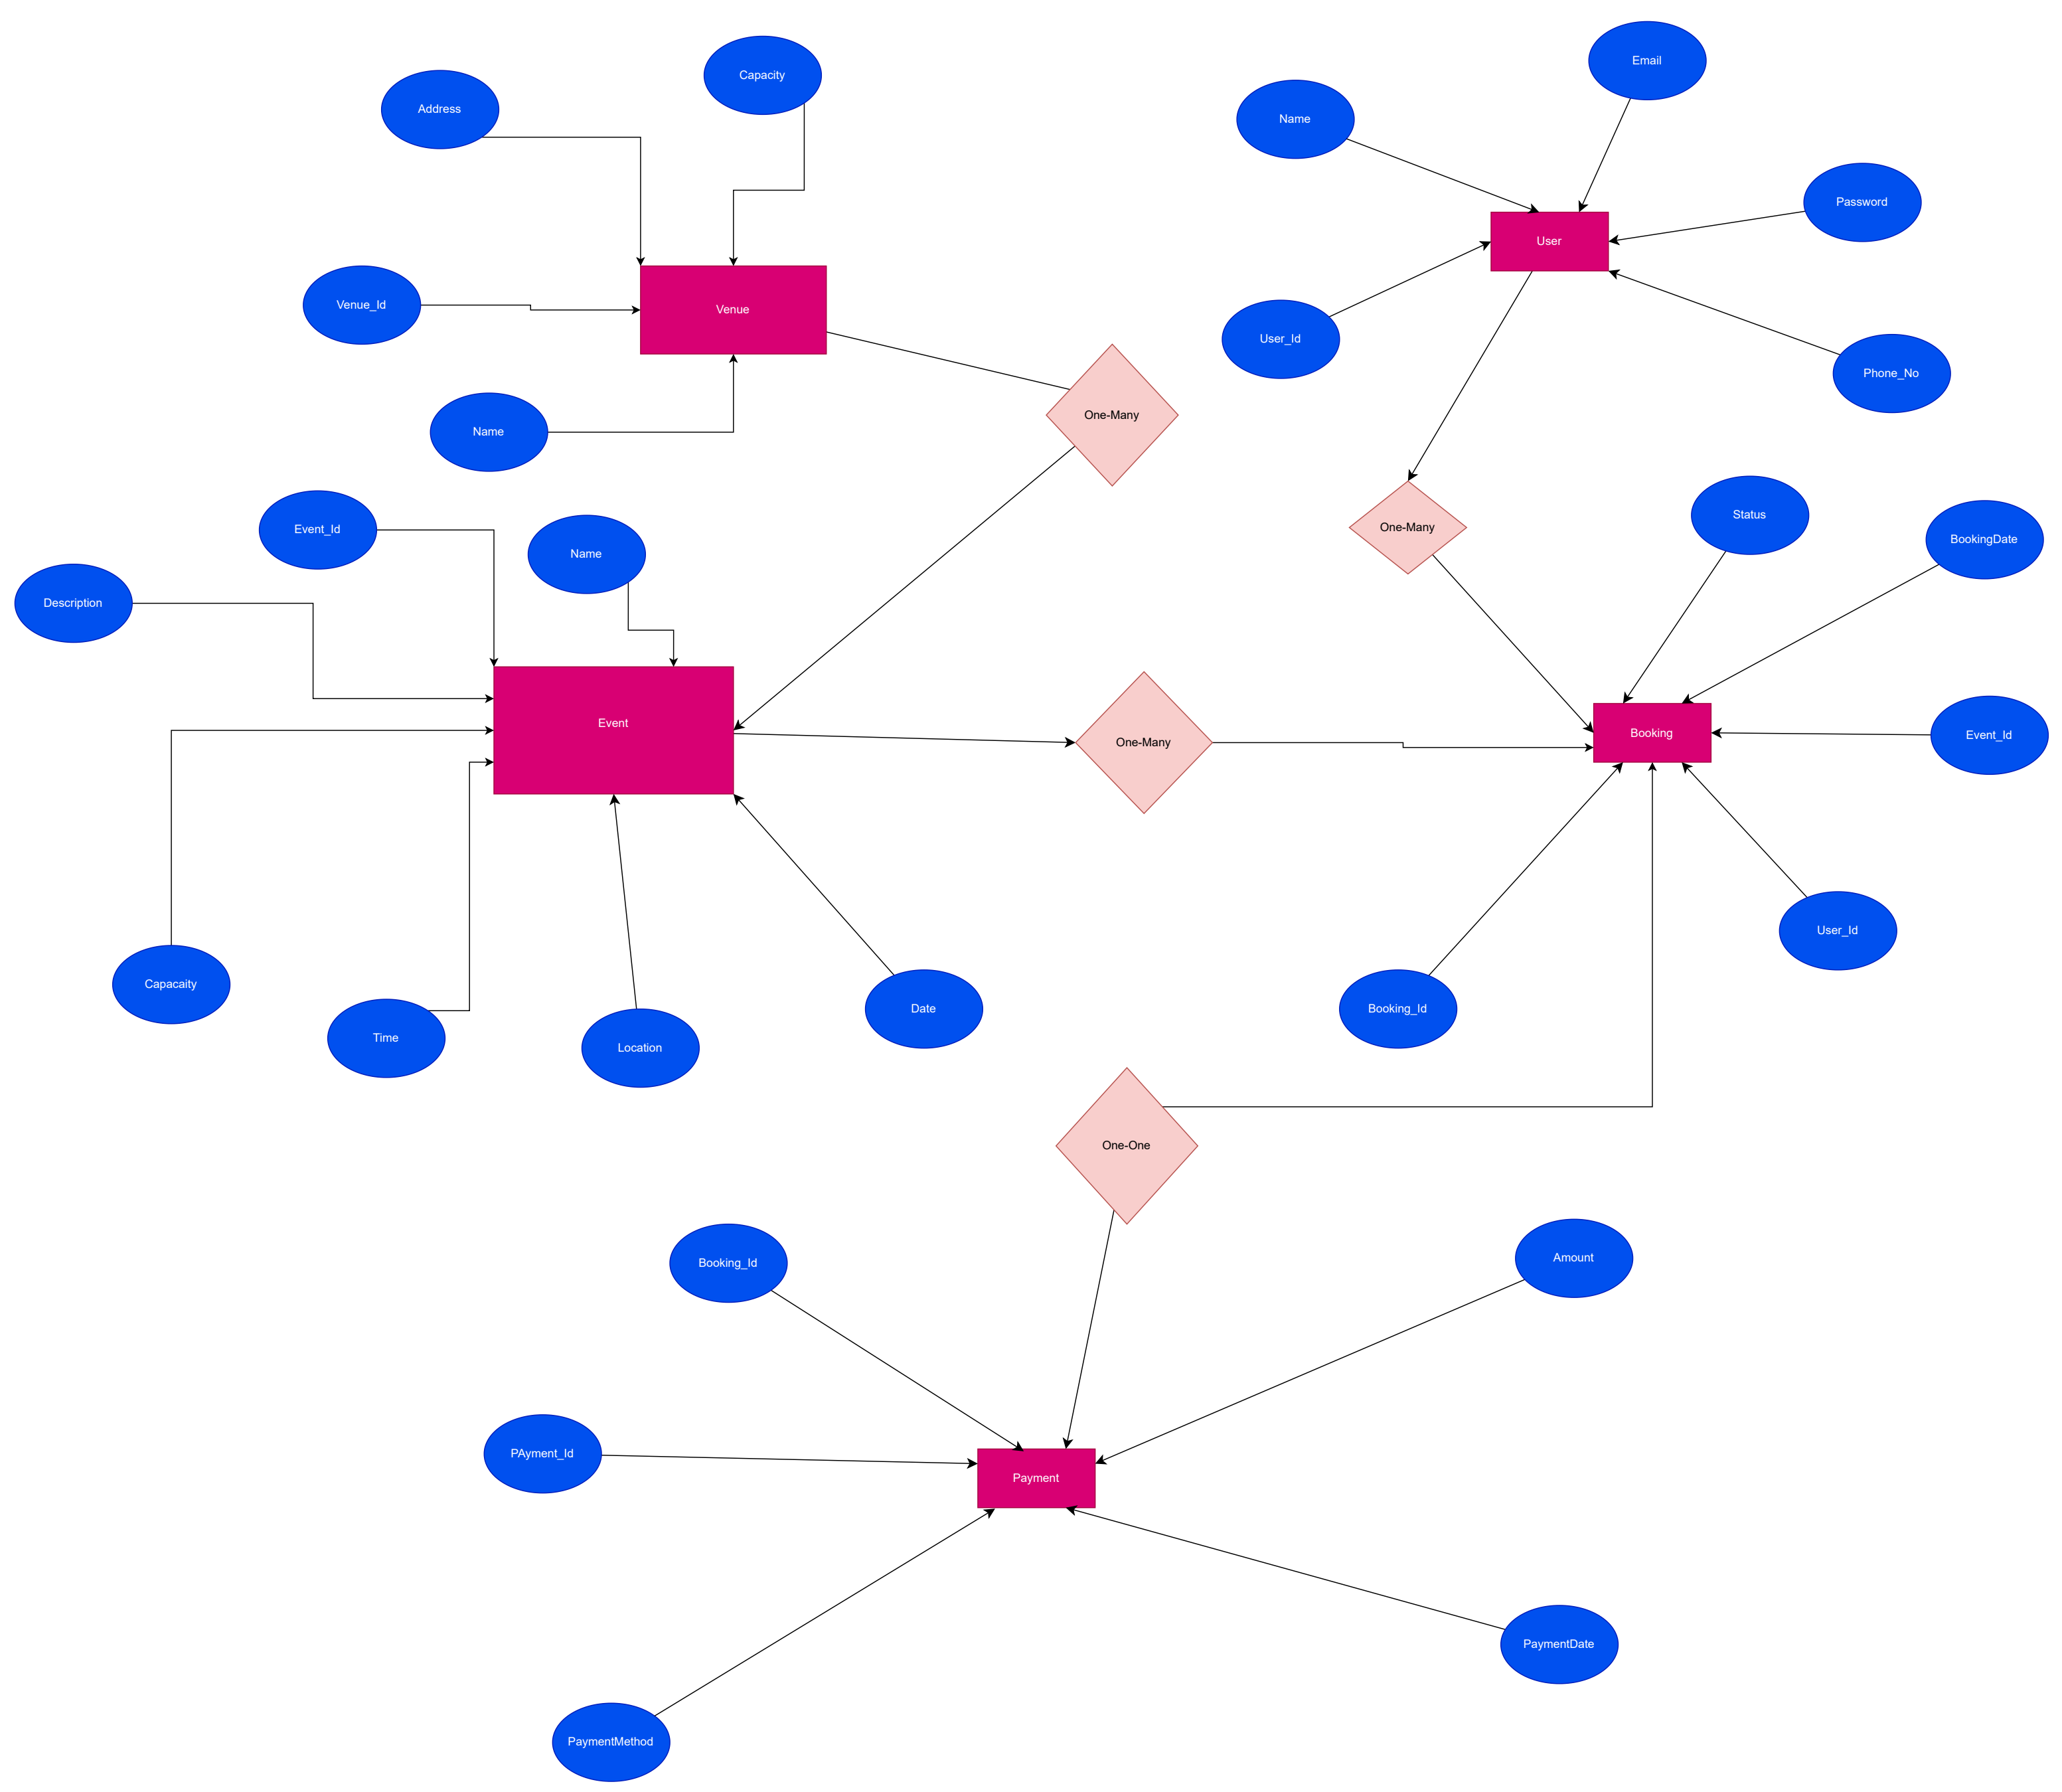 Capacity
Address
Email
Name
Password
User
Venue_Id
Venue
User_Id
Phone_No
One-Many
Name
Event_Id
Name
One-Many
Status
BookingDate
Description
Event
One-Many
Booking
Event_Id
Capacaity
Time
Location
Date
Booking_Id
User_Id
One-One
Booking_Id
Amount
PAyment_Id
Payment
PaymentDate
PaymentMethod